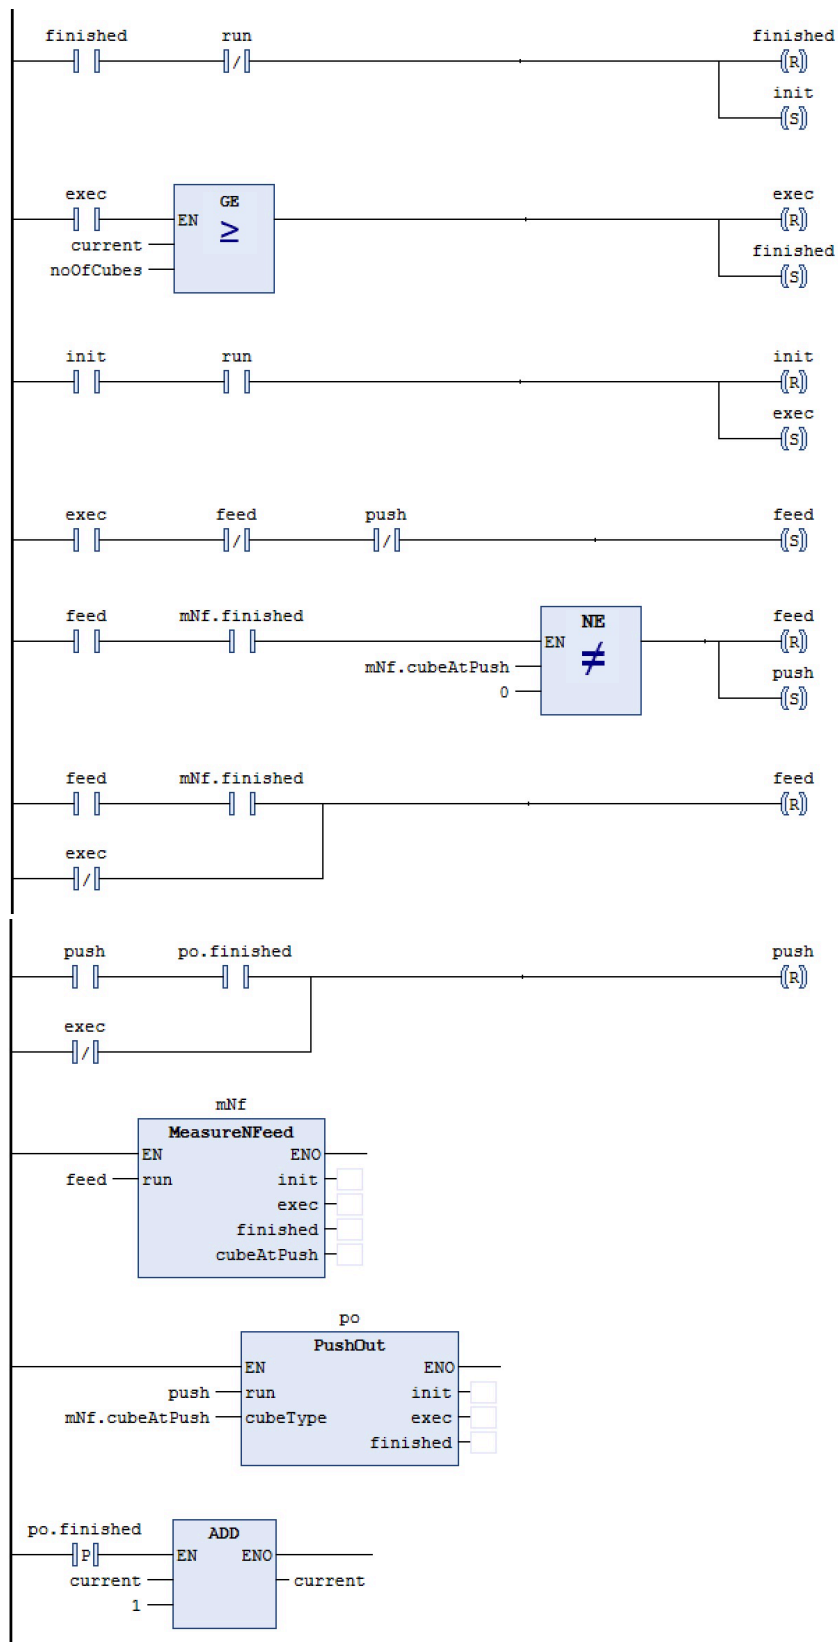 finished run finished
(R)
init
(S)
exec GE exec
EN ≥ (R)
current finished
noOfCubes (S)
init run init
(R)
exec
(S)
exec feed push feed
(S)
feed mNf.finished NE feed
EN ≠ (R)
mNf.cubeAtPush push
0 (S)
feed mNf.finished feed
(R)
exec
push po.finished push
(R)
exec
mNf
MeasureNFeed
EN ENO
feed run init
exec
finished
cubeAtPush
po
PushOut
EN ENO
push run init
mNf.cubeAtPush cubeType exec
finished
po.finished ADD
P EN ENO
current current
1